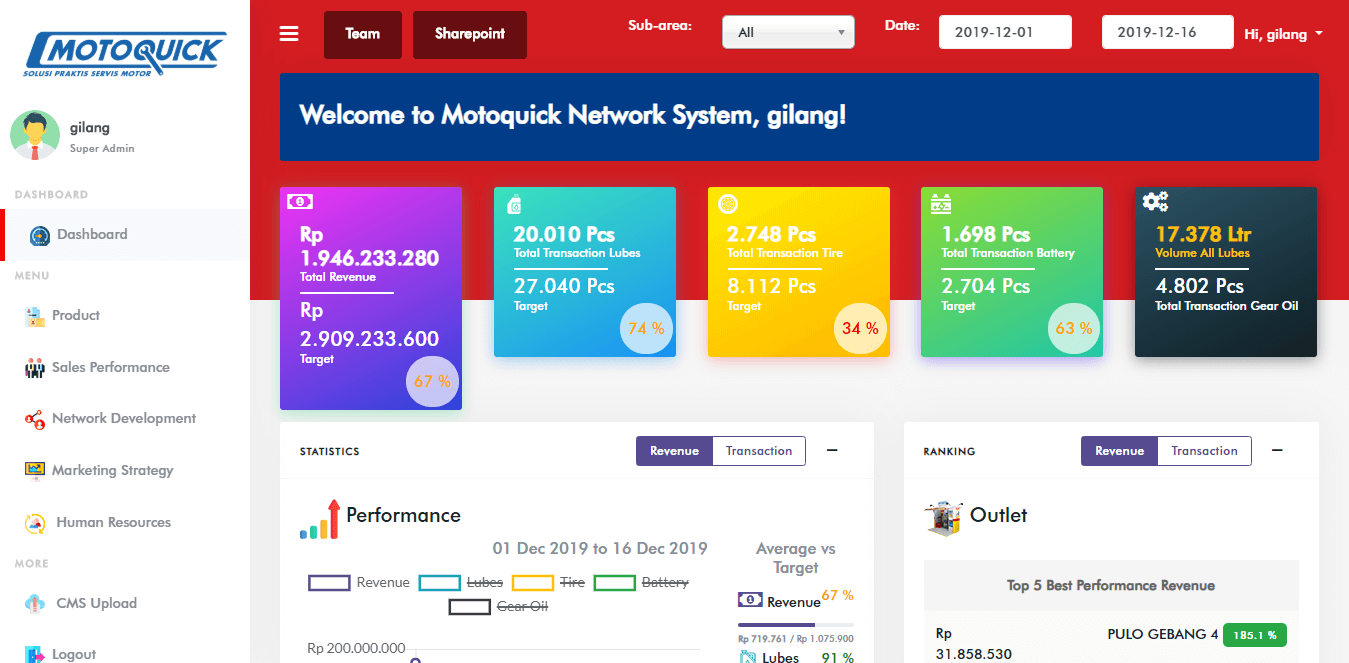 MOTOQUICK
SOLUSI PRAKTIS SERVIS MOTOR
gilang
Super Admin
DASHBOARD
Dashboard
MENU
Product
Sales Performance
Network Development
Marketing Strategy
Human Resources
MORE
CMS Upload
Logout
Team
Sharepoint
Sub-area:
All
Date:
2019-12-01
2019-12-16
Hi, gilang
Welcome to Motoquick Network System, gilang!
Rp
1.946.233.280
Total Revenue
Rp
2.909.233.600
Target
67 %
20.010 Pcs
Total Transaction Lubes
27.040 Pcs
Target
74 %
2.748 Pcs
Total Transaction Tire
8.112 Pcs
Target
34 %
1.698 Pcs
Total Transaction Battery
2.704 Pcs
Target
63 %
17.378 Ltr
Volume All Lubes
4.802 Pcs
Total Transaction Gear Oil
STATISTICS
Revenue
Transaction
Performance
01 Dec 2019 to 16 Dec 2019
Revenue
Lubes
Tire
Battery
Gear Oil
Rp 200.000.000
Average vs
Target
Revenue
67 %
Rp 719.761 / Rp 1.075.900
Lubes
91 %
RANKING
Revenue
Transaction
Outlet
Top 5 Best Performance Revenue
Rp
31.858.530
PULO GEBANG 4
185.1 %